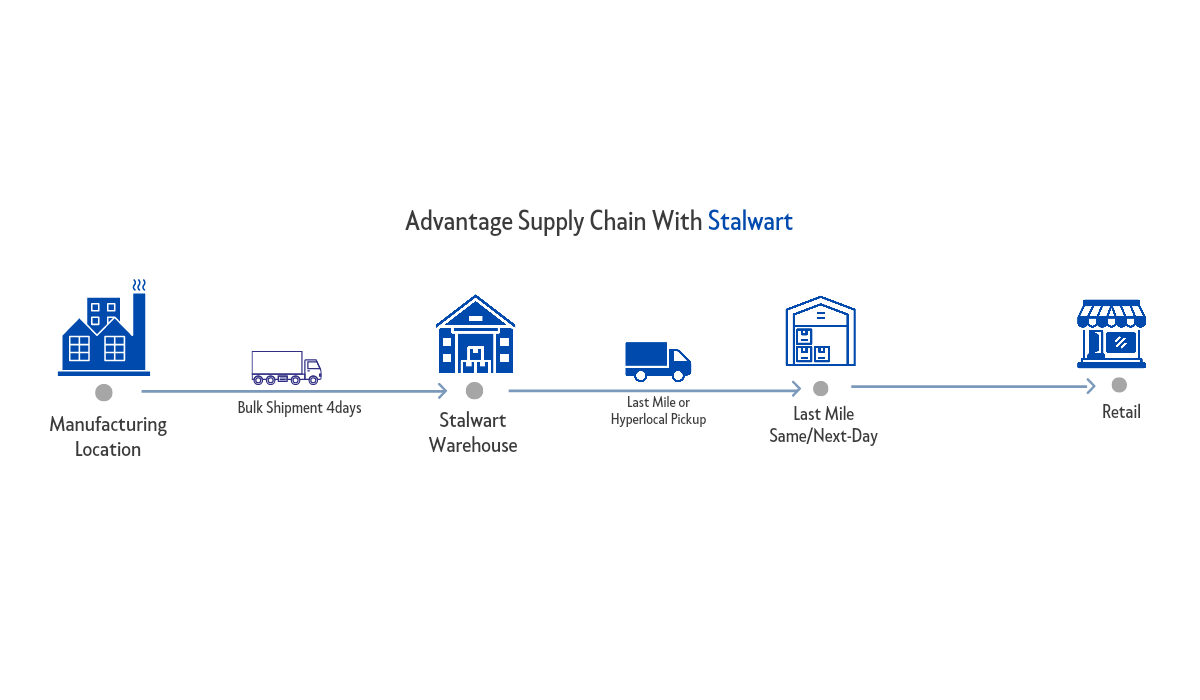 Advantage Supply Chain With Stalwart
Bulk Shipment 4days
Last Mile or
Hyperlocal Pickup
Manufacturing
Location
Stalwart
Warehouse
Last Mile
Same/Next-Day
Retail